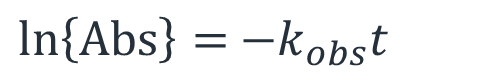 ln{Abs} = −k_obs t